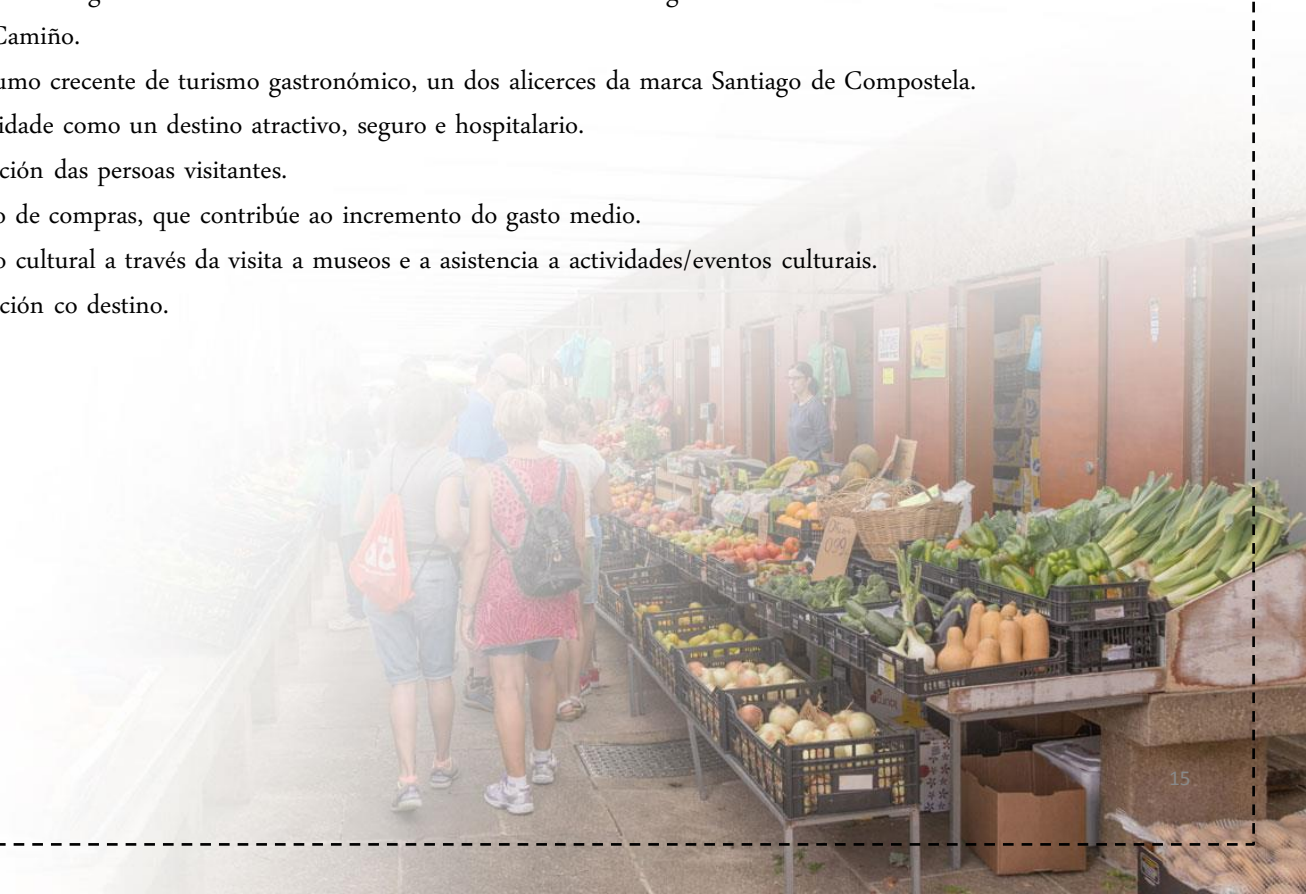 Camiño.
umo crecente de turismo gastronómico, un dos alicerces da marca Santiago de Compostela.
idade como un destino atractivo, seguro e hospitalario.
ción das persoas visitantes.
o de compras, que contribúe ao incremento do gasto medio.
o cultural a través da visita a museos e a asistencia a actividades/eventos culturais.
ción co destino.
0,99
15